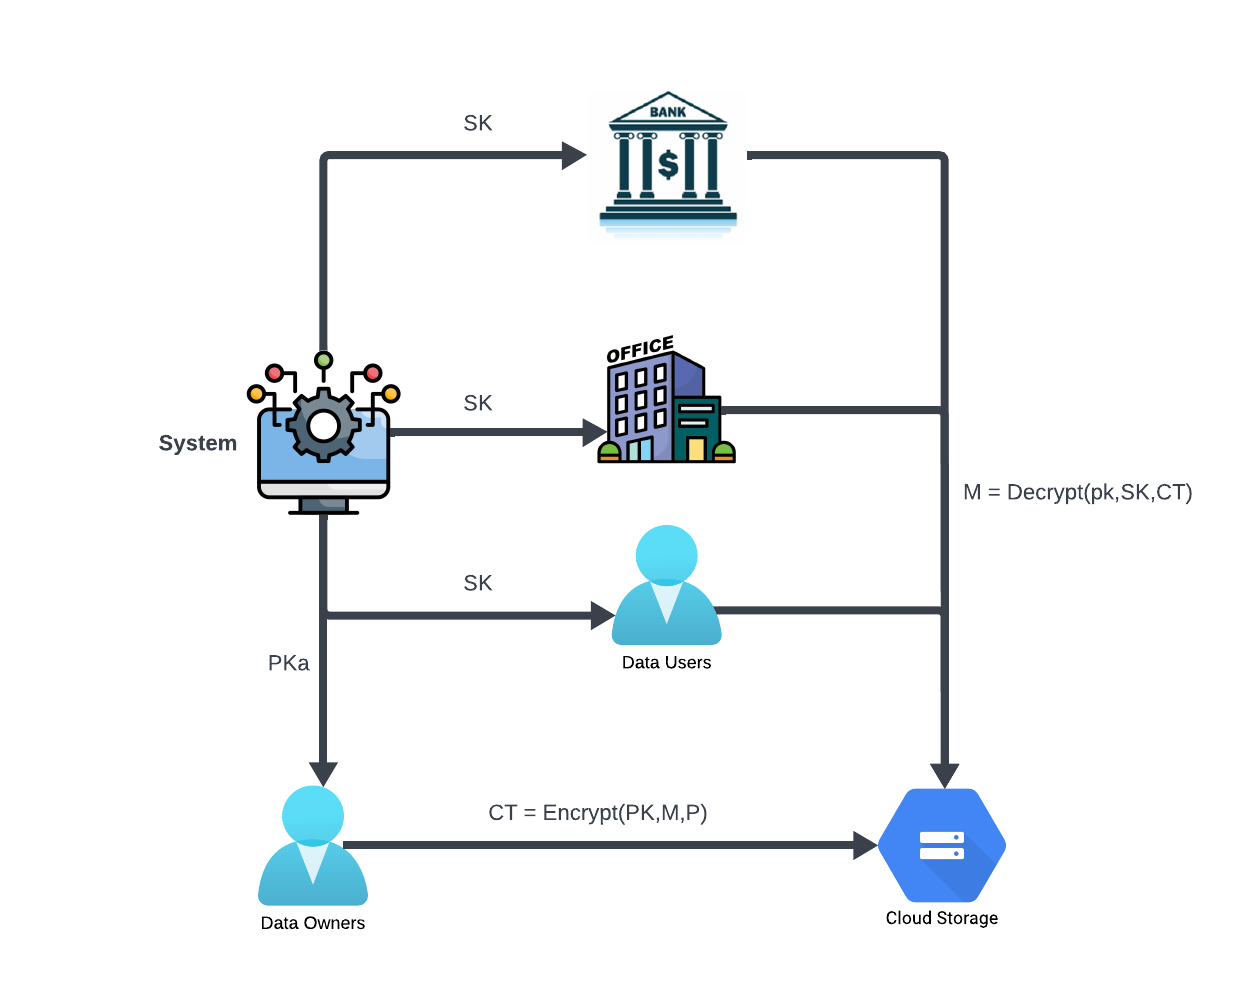 SK
BANK
$
OFFICE
SK
System
M = Decrypt(pk,SK,CT)
SK
PKa
Data Users
CT = Encrypt(PK,M,P)
Data Owners
Cloud Storage